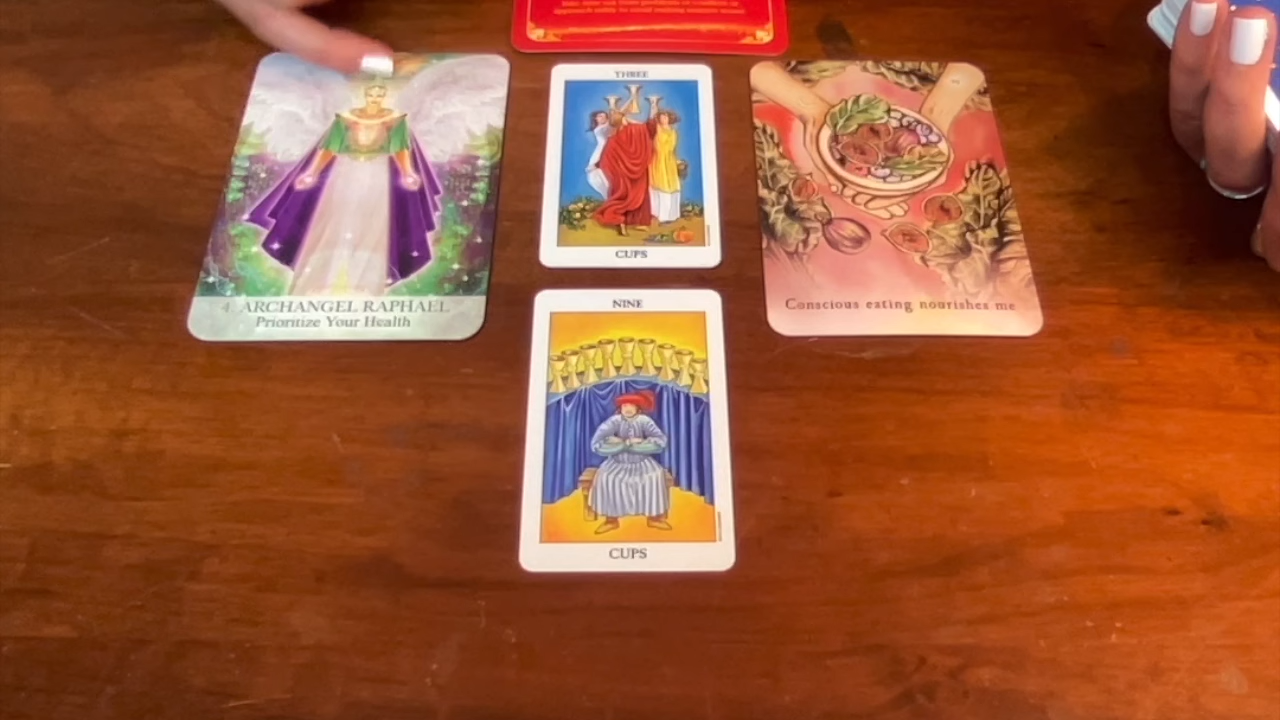 THREE
CUPS
4 ARCHANGEL RAPHAEL
Prioritize Your Health
Conscious eating nourishes me
NINE
CUPS